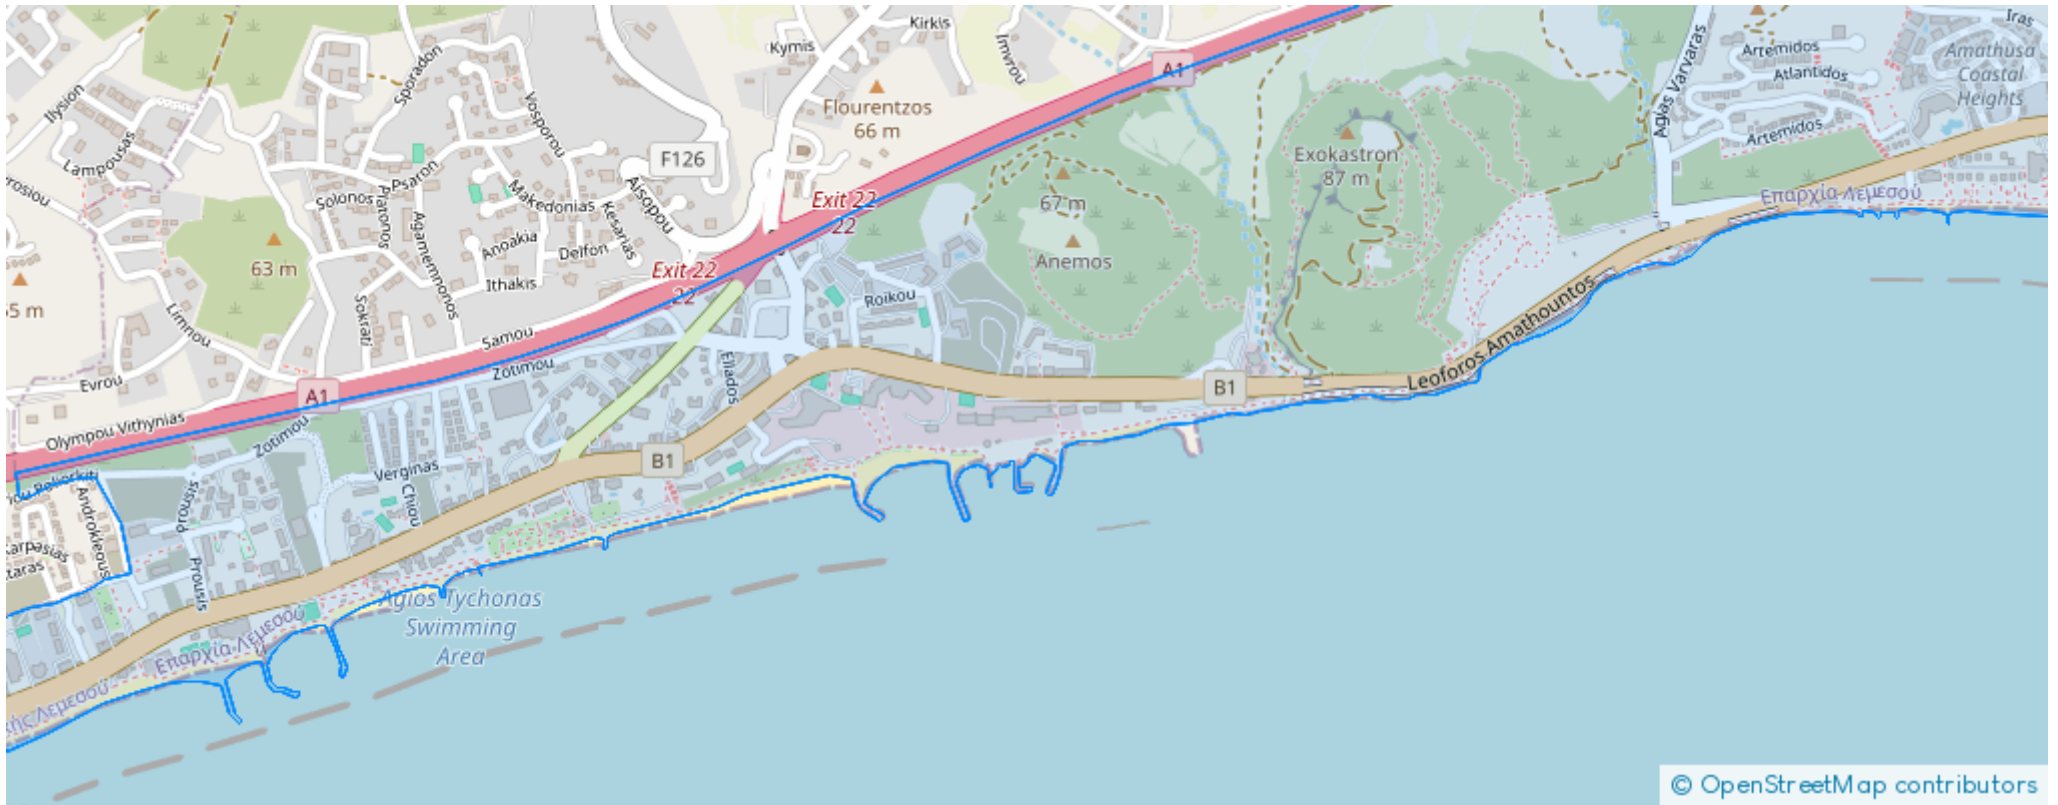 Kirkis
Kymis
Imvrou
A1
Iras
Artemidos
Atlantidos
Amathusa
Coastal
Heights
Agias Varvaras
Artemidos
Sporadon
Ilysion
Vosporou
Flourentzos
66 m
F126
Lampousas
Psaron
Solonos
Platonos
Makedonias
Aisopou
Kesarias
Agamemnonos
Anoakia
Delfon
Ithakis
Exit 22
22
Exit 22
22
67 m
Anemos
Exokastron
87 m
Επαρχία Λεμεσού
63 m
Limnou
Sokrati
Samou
Roikou
Zotimou
Ellados
Evrou
A1
Olympou Vithynias
Zotimou
B1
Leoforos Amathountos
B1
Verginas
Chiou
Prousis
Androkleous
Karpasias
Prousis
Agios Tychonas
Swimming
Area
Επαρχία Λεμεσού
Λεμεσού
© OpenStreetMap contributors